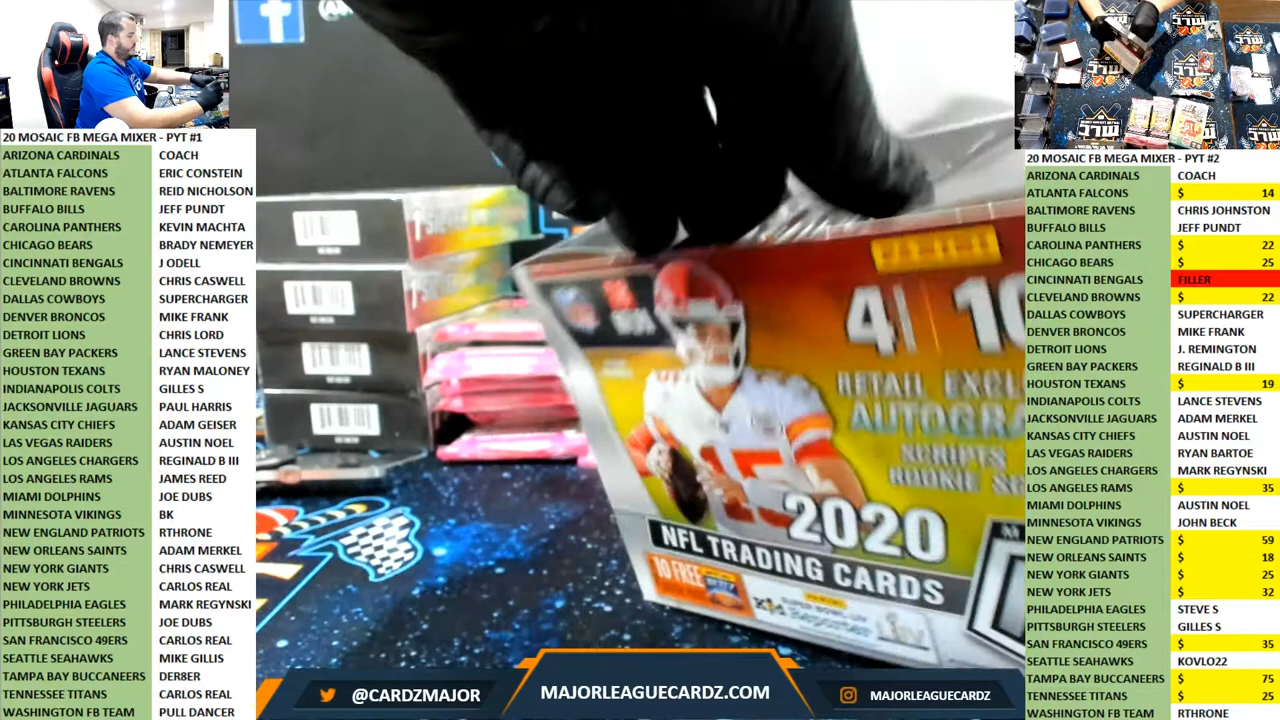 20 MOSAIC FB MEGA MIXER - PYT #1
ARIZONA CARDINALS COACH
ATLANTA FALCONS ERIC CONSTEIN
BALTIMORE RAVENS REID NICHOLSON
BUFFALO BILLS JEFF PUNDT
CAROLINA PANTHERS KEVIN MACHTA
CHICAGO BEARS BRADY NEMEYER
CINCINNATI BENGALS J ODELL
CLEVELAND BROWNS CHRIS CASWELL
DALLAS COWBOYS SUPERCHARGER
DENVER BRONCOS MIKE FRANK
DETROIT LIONS CHRIS LORD
GREEN BAY PACKERS LANCE STEVENS
HOUSTON TEXANS RYAN MALONEY
INDIANAPOLIS COLTS GILLES S
JACKSONVILLE JAGUARS PAUL HARRIS
KANSAS CITY CHIEFS ADAM GEISER
LAS VEGAS RAIDERS AUSTIN NOEL
LOS ANGELES CHARGERS REGINALD B III
LOS ANGELES RAMS JAMES REED
MIAMI DOLPHINS JOE DUBS
MINNESOTA VIKINGS BK
NEW ENGLAND PATRIOTS RTHRONE
NEW ORLEANS SAINTS ADAM MERKEL
NEW YORK GIANTS CHRIS CASWELL
NEW YORK JETS CARLOS REAL
PHILADELPHIA EAGLES MARK REGYNSKI
PITTSBURGH STEELERS JOE DUBS
SAN FRANCISCO 49ERS CARLOS REAL
SEATTLE SEAHAWKS MIKE GILLIS
TAMPA BAY BUCCANEERS DER8ER
TENNESSEE TITANS CARLOS REAL
WASHINGTON FB TEAM PULL DANCER
PANINI
4
RETAIL EXCL
AUTOGRA
SCRIPTS
ROOKIE SC
15
2020
NFL TRADING CARDS
10 FREE
@CARDZMAJOR
MAJORLEAGUECARDZ.COM
MAJORLEAGUECARDZ
20 MOSAIC FB MEGA MIXER - PYT #2
ARIZONA CARDINALS COACH
ATLANTA FALCONS $ 14
BALTIMORE RAVENS CHRIS JOHNSTON
BUFFALO BILLS JEFF PUNDT
CAROLINA PANTHERS $ 22
CHICAGO BEARS $ 25
CINCINNATI BENGALS FILLER
CLEVELAND BROWNS $ 22
DALLAS COWBOYS SUPERCHARGER
DENVER BRONCOS MIKE FRANK
DETROIT LIONS J. REMINGTON
GREEN BAY PACKERS REGINALD B III
HOUSTON TEXANS $ 19
INDIANAPOLIS COLTS LANCE STEVENS
JACKSONVILLE JAGUARS ADAM MERKEL
KANSAS CITY CHIEFS AUSTIN NOEL
LAS VEGAS RAIDERS RYAN BARTOE
LOS ANGELES CHARGERS MARK REGYNSKI
LOS ANGELES RAMS $ 35
MIAMI DOLPHINS AUSTIN NOEL
MINNESOTA VIKINGS JOHN BECK
NEW ENGLAND PATRIOTS $ 59
NEW ORLEANS SAINTS $ 18
NEW YORK GIANTS $ 25
NEW YORK JETS $ 32
PHILADELPHIA EAGLES STEVE S
PITTSBURGH STEELERS GILLES S
SAN FRANCISCO 49ERS $ 35
SEATTLE SEAHAWKS KOVLO22
TAMPA BAY BUCCANEERS $ 75
TENNESSEE TITANS $ 25
WASHINGTON FB TEAM RTHRONE